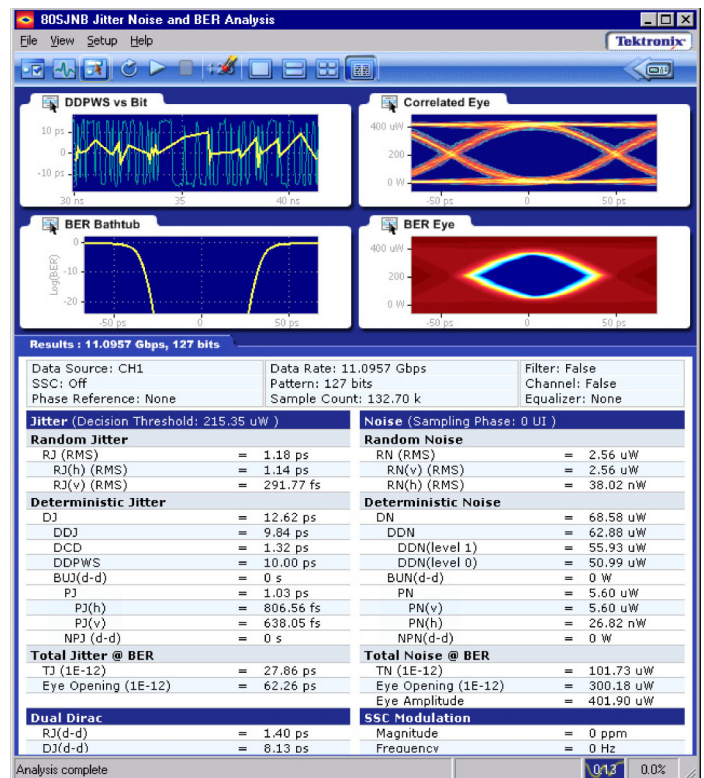 80SJNB Jitter Noise and BER Analysis
File View Setup Help
Tektronix
DDPWS vs Bit
10 ps
0
-10 ps
30 ns 35 40 ns
Correlated Eye
400 uW
200
0 W
-50 ps 50 ps
BER Bathtub
Log(BER)
0
-10
-20
-50 ps 0 50 ps
BER Eye
400 uW
200
0 W
-50 ps 0 50 ps
Results : 11.0957 Gbps, 127 bits
Data Source: CH1 Data Rate: 11.0957 Gbps Filter: False
SSC: Off Pattern: 127 bits Channel: False
Phase Reference: None Sample Count: 132.70 k Equalizer: None
Jitter (Decision Threshold: 215.35 uW ) Noise (Sampling Phase: 0 UI )
Random Jitter Random Noise
RJ (RMS) = 1.18 ps RN (RMS) = 2.56 uW
RJ(h) (RMS) = 1.14 ps RN(v) (RMS) = 2.56 uW
RJ(v) (RMS) = 291.77 fs RN(h) (RMS) = 38.02 nW
Deterministic Jitter Deterministic Noise
DJ = 12.62 ps DN = 68.58 uW
DDJ = 9.84 ps DDN = 62.88 uW
DCD = 1.32 ps DDN(level 1) = 55.93 uW
DDPWS = 10.00 ps DDN(level 0) = 50.99 uW
BUJ(d-d) = 0 s BUN(d-d) = 0 W
PJ = 1.03 ps PN = 5.60 uW
PJ(h) = 806.56 fs PN(v) = 5.60 uW
PJ(v) = 638.05 fs PN(h) = 26.82 nW
NPJ (d-d) = 0 s NPN(d-d) = 0 W
Total Jitter @ BER Total Noise @ BER
TJ (1E-12) = 27.86 ps TN (1E-12) = 101.73 uW
Eye Opening (1E-12) = 62.26 ps Eye Opening (1E-12) = 300.18 uW
Eye Amplitude = 401.90 uW
Dual Dirac SSC Modulation
RJ(d-d) = 1.40 ps Magnitude = 0 ppm
DJ(d-d) = 8.13 ps Frequency = 0 Hz
Analysis complete 0:13 0.0%